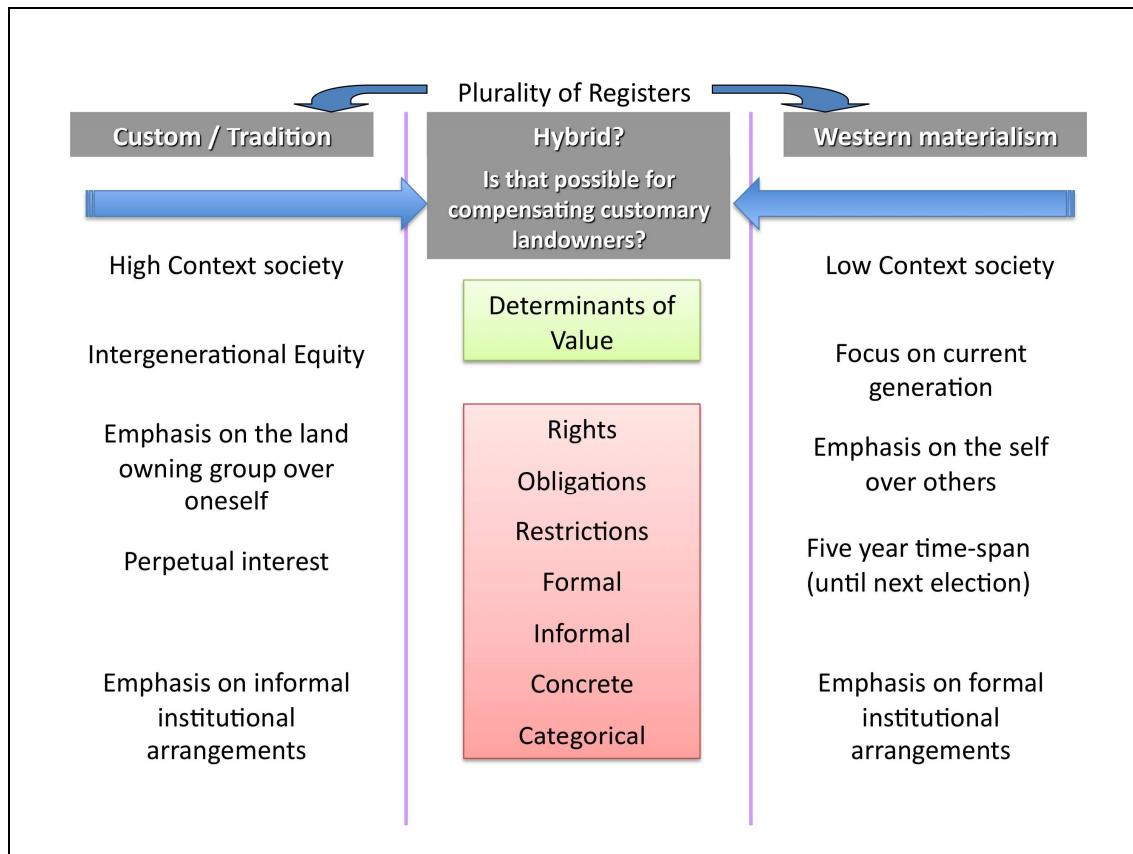 Plurality of Registers
Custom / Tradition
Hybrid?
Is that possible for
compensating customary
landowners?
Western materialism
High Context society
Intergenerational Equity
Emphasis on the land
owning group over
oneself
Perpetual interest
Emphasis on informal
institutional
arrangements
Determinants of
Value
Rights
Obligations
Restrictions
Formal
Informal
Concrete
Categorical
Low Context society
Focus on current
generation
Emphasis on the self
over others
Five year time-span
(until next election)
Emphasis on formal
institutional
arrangements